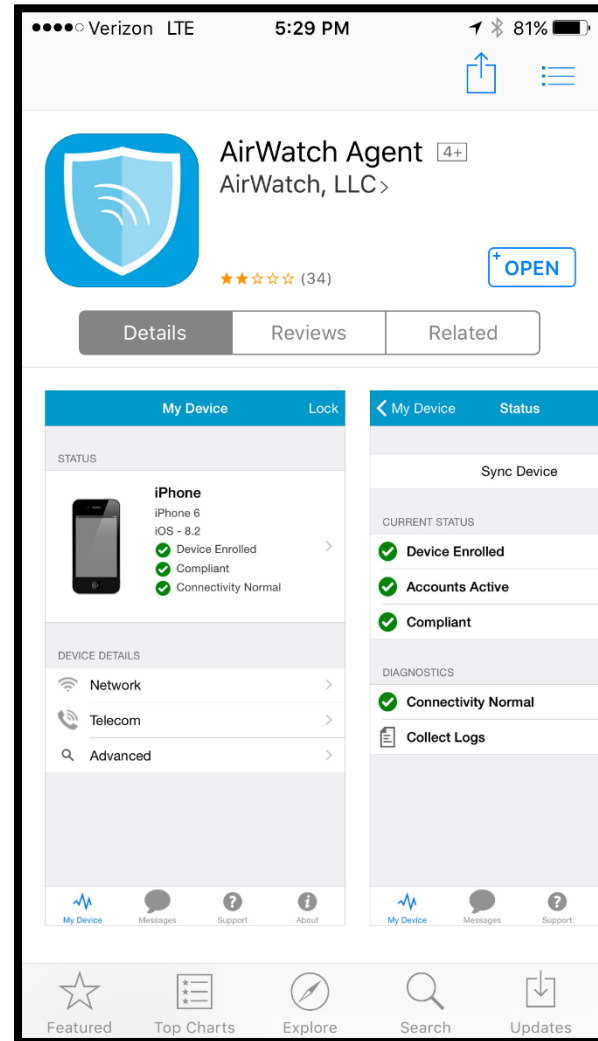 Verizon LTE 5:29 PM 81%
AirWatch Agent 4+
AirWatch, LLC >
(34)
+ OPEN
Details Reviews Related
My Device Lock
STATUS
iPhone
iPhone 6
iOS - 8.2
Device Enrolled
Compliant
Connectivity Normal
DEVICE DETAILS
Network
Telecom
Advanced
My Device Messages Support About
My Device Status
Sync Device
CURRENT STATUS
Device Enrolled
Accounts Active
Compliant
DIAGNOSTICS
Connectivity Normal
Collect Logs
My Device Messages Support
Featured Top Charts Explore Search Updates